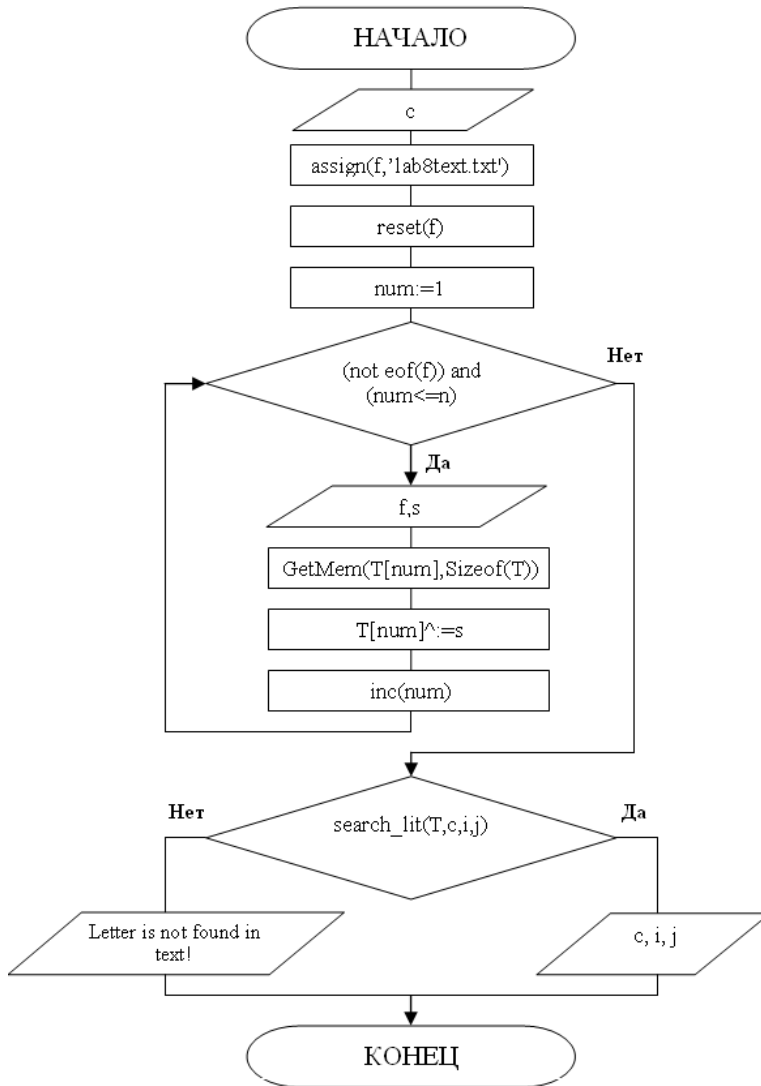 НАЧАЛО
c
assign(f,'lab8text.txt')
reset(f)
num:=1
(not eof(f)) and
(num<=n)
Нет
Да
f,s
GetMem(T[num],Sizeof(T))
T[num]^:=s
inc(num)
Нет
search_lit(T,c,i,j)
Да
Letter is not found in
text!
c, i, j
КОНЕЦ